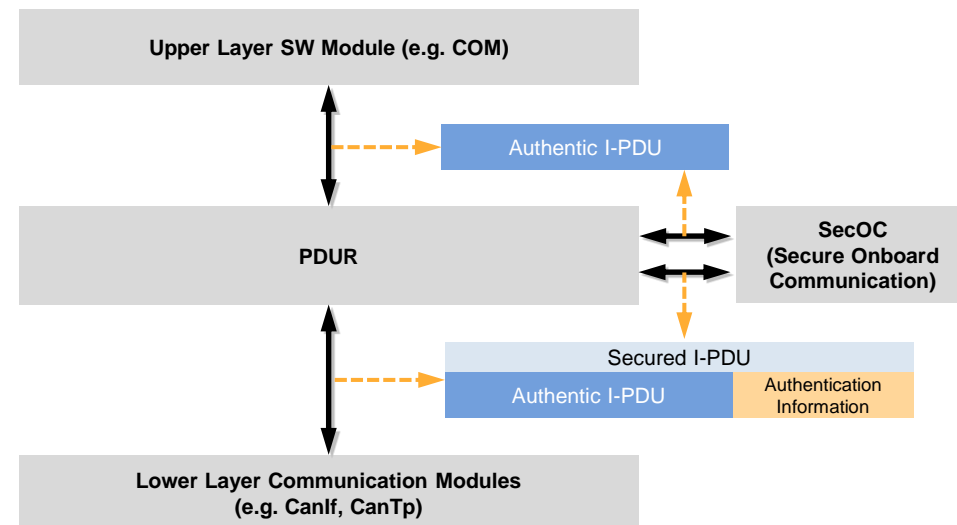 Upper Layer SW Module (e.g. COM)
Authentic I-PDU
PDUR
SecOC
(Secure Onboard
Communication)
Secured I-PDU
Authentic I-PDU
Authentication
Information
Lower Layer Communication Modules
(e.g. CanIf, CanTp)